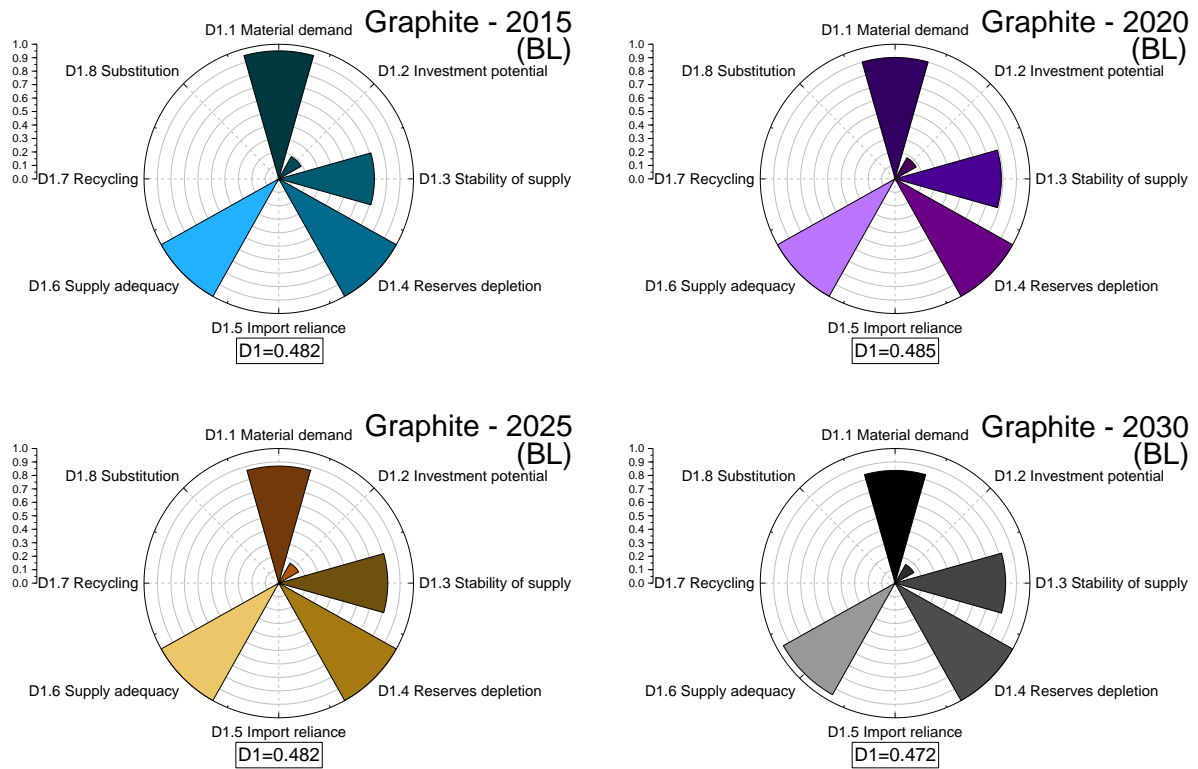 Graphite - 2015
(BL)
D1.1 Material demand
D1.2 Investment potential
D1.3 Stability of supply
D1.4 Reserves depletion
D1.5 Import reliance
D1.6 Supply adequacy
D1.7 Recycling
D1.8 Substitution
1.0
0.9
0.8
0.7
0.6
0.5
0.4
0.3
0.2
0.1
0.0
D1=0.482
Graphite - 2020
(BL)
D1.1 Material demand
D1.2 Investment potential
D1.3 Stability of supply
D1.4 Reserves depletion
D1.5 Import reliance
D1.6 Supply adequacy
D1.7 Recycling
D1.8 Substitution
1.0
0.9
0.8
0.7
0.6
0.5
0.4
0.3
0.2
0.1
0.0
D1=0.485
Graphite - 2025
(BL)
D1.1 Material demand
D1.2 Investment potential
D1.3 Stability of supply
D1.4 Reserves depletion
D1.5 Import reliance
D1.6 Supply adequacy
D1.7 Recycling
D1.8 Substitution
1.0
0.9
0.8
0.7
0.6
0.5
0.4
0.3
0.2
0.1
0.0
D1=0.482
Graphite - 2030
(BL)
D1.1 Material demand
D1.2 Investment potential
D1.3 Stability of supply
D1.4 Reserves depletion
D1.5 Import reliance
D1.6 Supply adequacy
D1.7 Recycling
D1.8 Substitution
1.0
0.9
0.8
0.7
0.6
0.5
0.4
0.3
0.2
0.1
0.0
D1=0.472